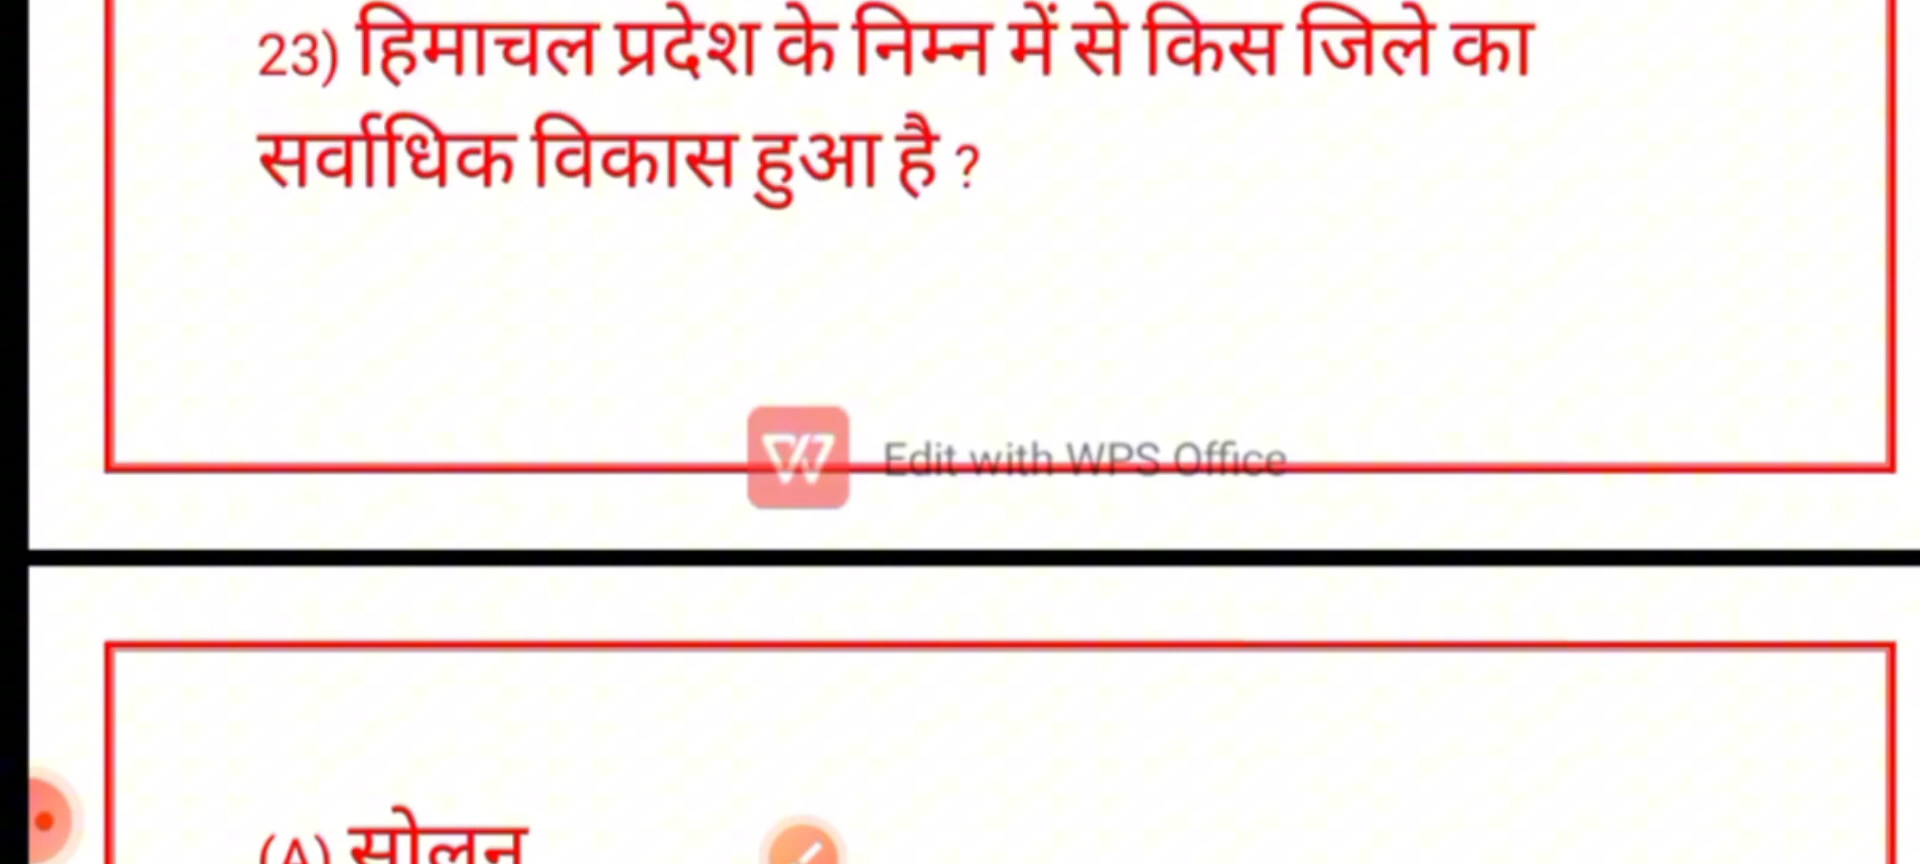 23) हिमाचल प्रदेश के निम्न में से किस जिले का
सर्वाधिक विकास हुआ है ?
Edit with WPS Office
(A) सोलन